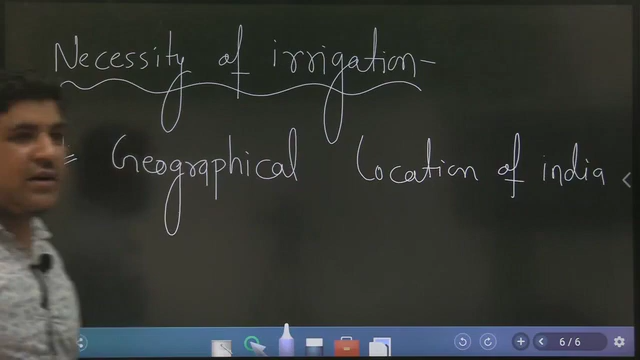 Necessity of irrigation-
= Geographical Location of india
6/6